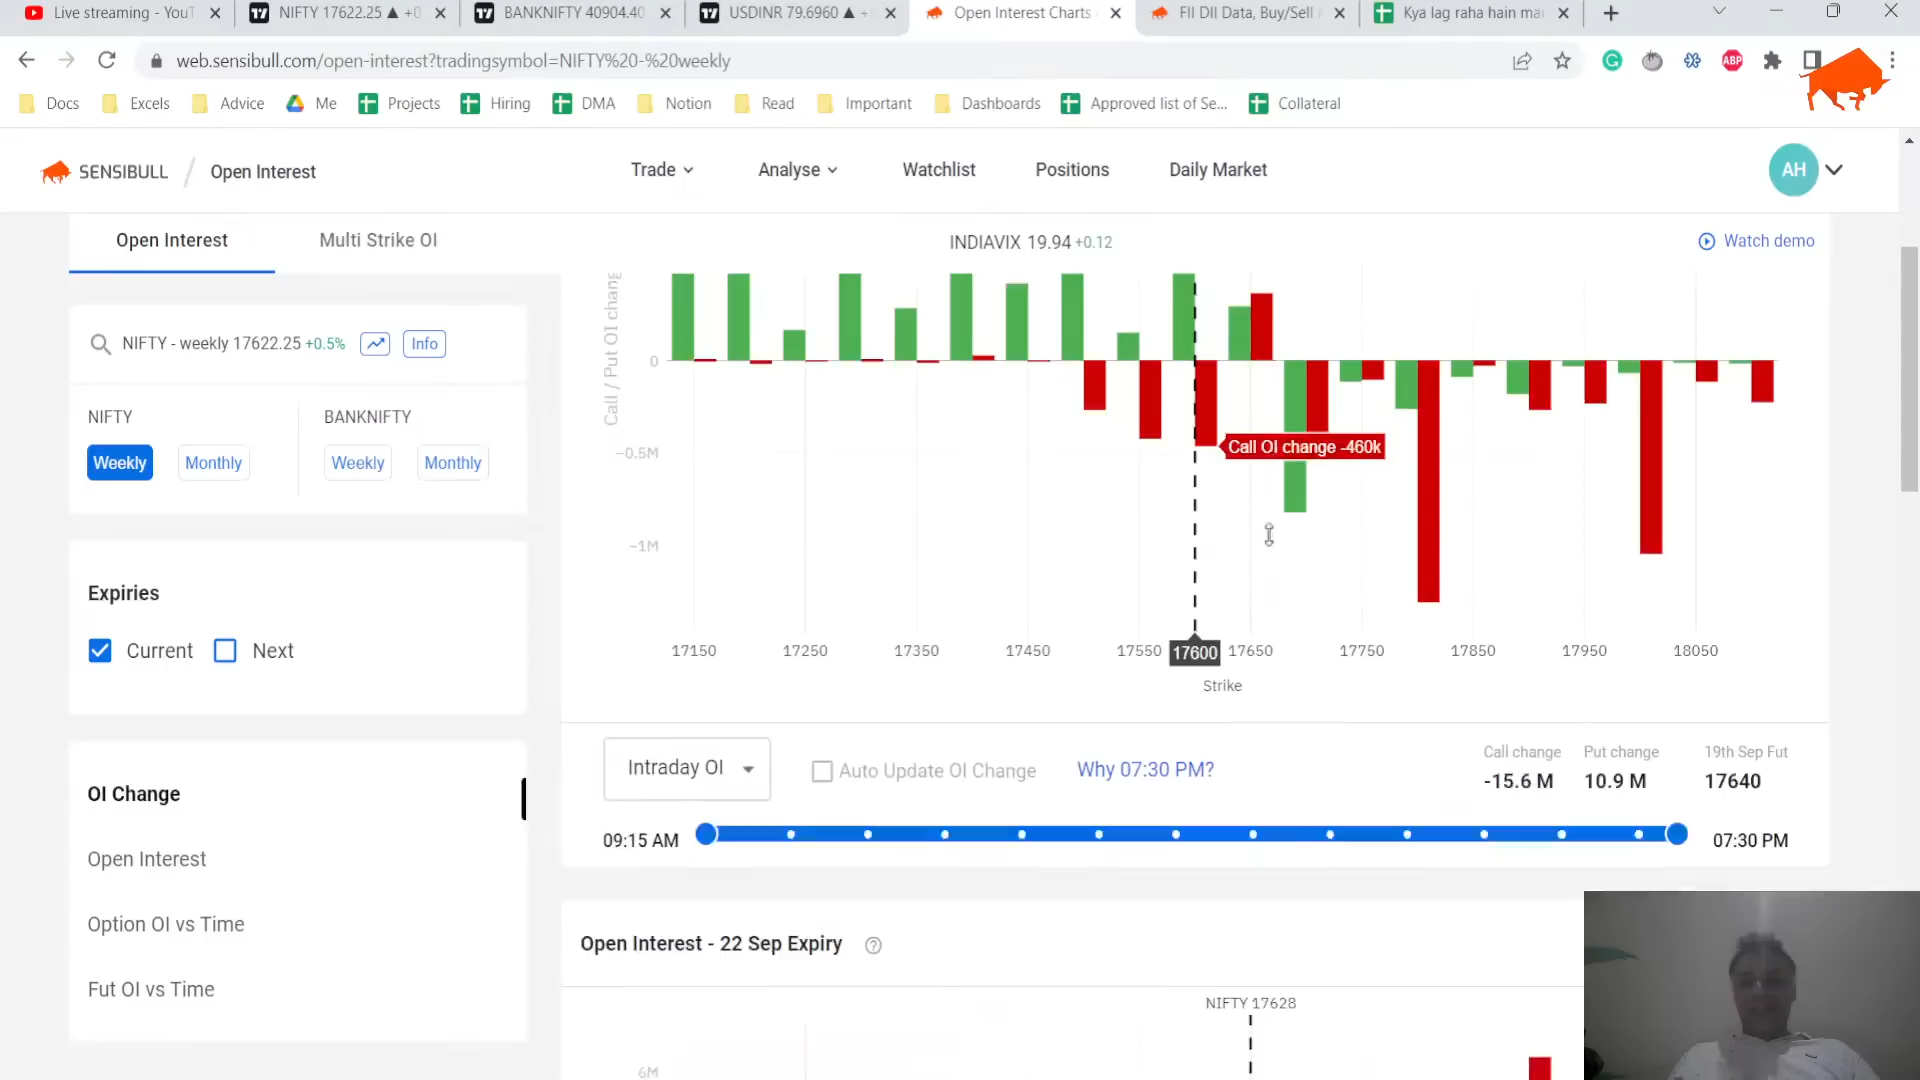 Live streaming - YouT
NIFTY 17622.25 ▲ +0
BANKNIFTY 40904.40
USDINR 79.6960 ▲ +
Open Interest Charts
FII DII Data, Buy/Sell
Kya lag raha hain ma
web.sensibull.com/open-interest?tradingsymbol=NIFTY%20-%20weekly
Docs
Excels
Advice
Me
Projects
Hiring
DMA
Notion
Read
Important
Dashboards
Approved list of Se...
Collateral
ABP
SENSIBULL / Open Interest
Trade
Analyse
Watchlist
Positions
Daily Market
AH
Open Interest
Multi Strike OI
INDIAVIX 19.94 +0.12
Watch demo
NIFTY - weekly 17622.25 +0.5%
Info
NIFTY
BANKNIFTY
Weekly
Monthly
Weekly
Monthly
Expiries
Current
Next
OI Change
Open Interest
Option OI vs Time
Fut OI vs Time
Call / Put OI chang
0
−0.5M
−1M
Call OI change -460k
17150
17250
17350
17450
17550
17600
17650
17750
17850
17950
18050
Strike
Intraday OI
Auto Update OI Change
Why 07:30 PM?
Call change
Put change
19th Sep Fut
-15.6 M
10.9 M
17640
09:15 AM
07:30 PM
Open Interest - 22 Sep Expiry
NIFTY 17628
6M